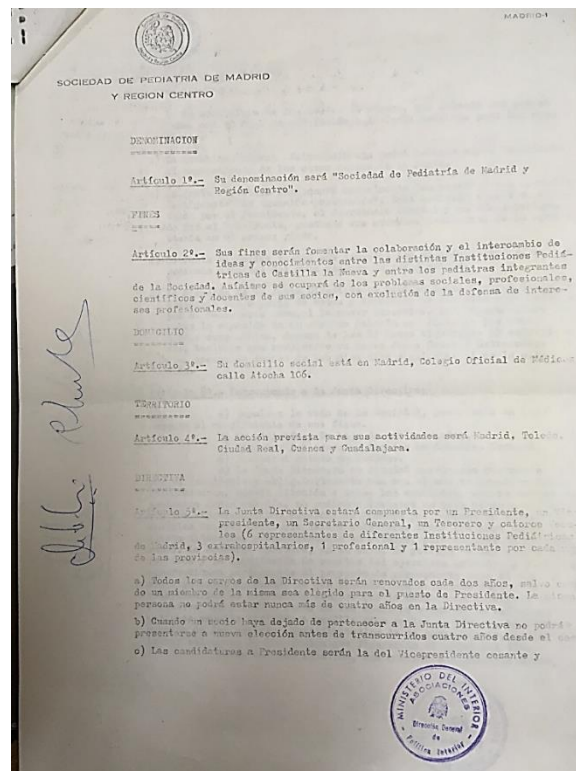 MADRID-1
SOCIEDAD DE PEDIATRIA DE MADRID
Y REGION CENTRO
DENOMINACION
Artículo 1º.- Su denominación será "Sociedad de Pediatría de Madrid y
Región Centro".
FINES
Artículo 2º.- Sus fines serán fomentar la colaboración y el intercambio de
ideas y conocimientos entre las distintas Instituciones Pediá-
tricas de Castilla la Nueva y entre los pediatras integrantes
de la Sociedad. Asímismo se ocupará de los problemas sociales, profesionales,
científicos y docentes de sus socios, con exclusión de la defensa de intere-
ses profesionales.
DOMICILIO
Artículo 3º.- Su domicilio social está en Madrid, Colegio Oficial de
calle Atocha 106.
TERRITORIO
Artículo 4º.- La acción prevista para sus actividades será Madrid,
Ciudad Real, Cuenca y Guadalajara.
DIRECTIVA
Artículo 5º.- La Junta Directiva estará compuesta por un Presidente,
presidente, un Secretario General, un Tesorero y catorce
les (6 representantes de diferentes Instituciones
de Madrid, 3 extrahospitalarios, 1 profesional y 1 representante por cada
de las provincias).
a) Todos los cargos de la Directiva serán renovados cada dos años,
do un miembro de la misma sea elegido para el puesto de Presidente.
persona no podrá estar nunca más de cuatro años en la Directiva.
b) Cuando un socio haya dejado de pertenecer a la Junta Directiva no
presentarse a nueva elección antes de transcurridos cuatro años desde el
c) Las candidaturas a Presidente serán la del Vicepresidente cesante y
MINISTERIO DEL INTERIOR
ASOCIACIONES
Dirección General
de
Política Interior